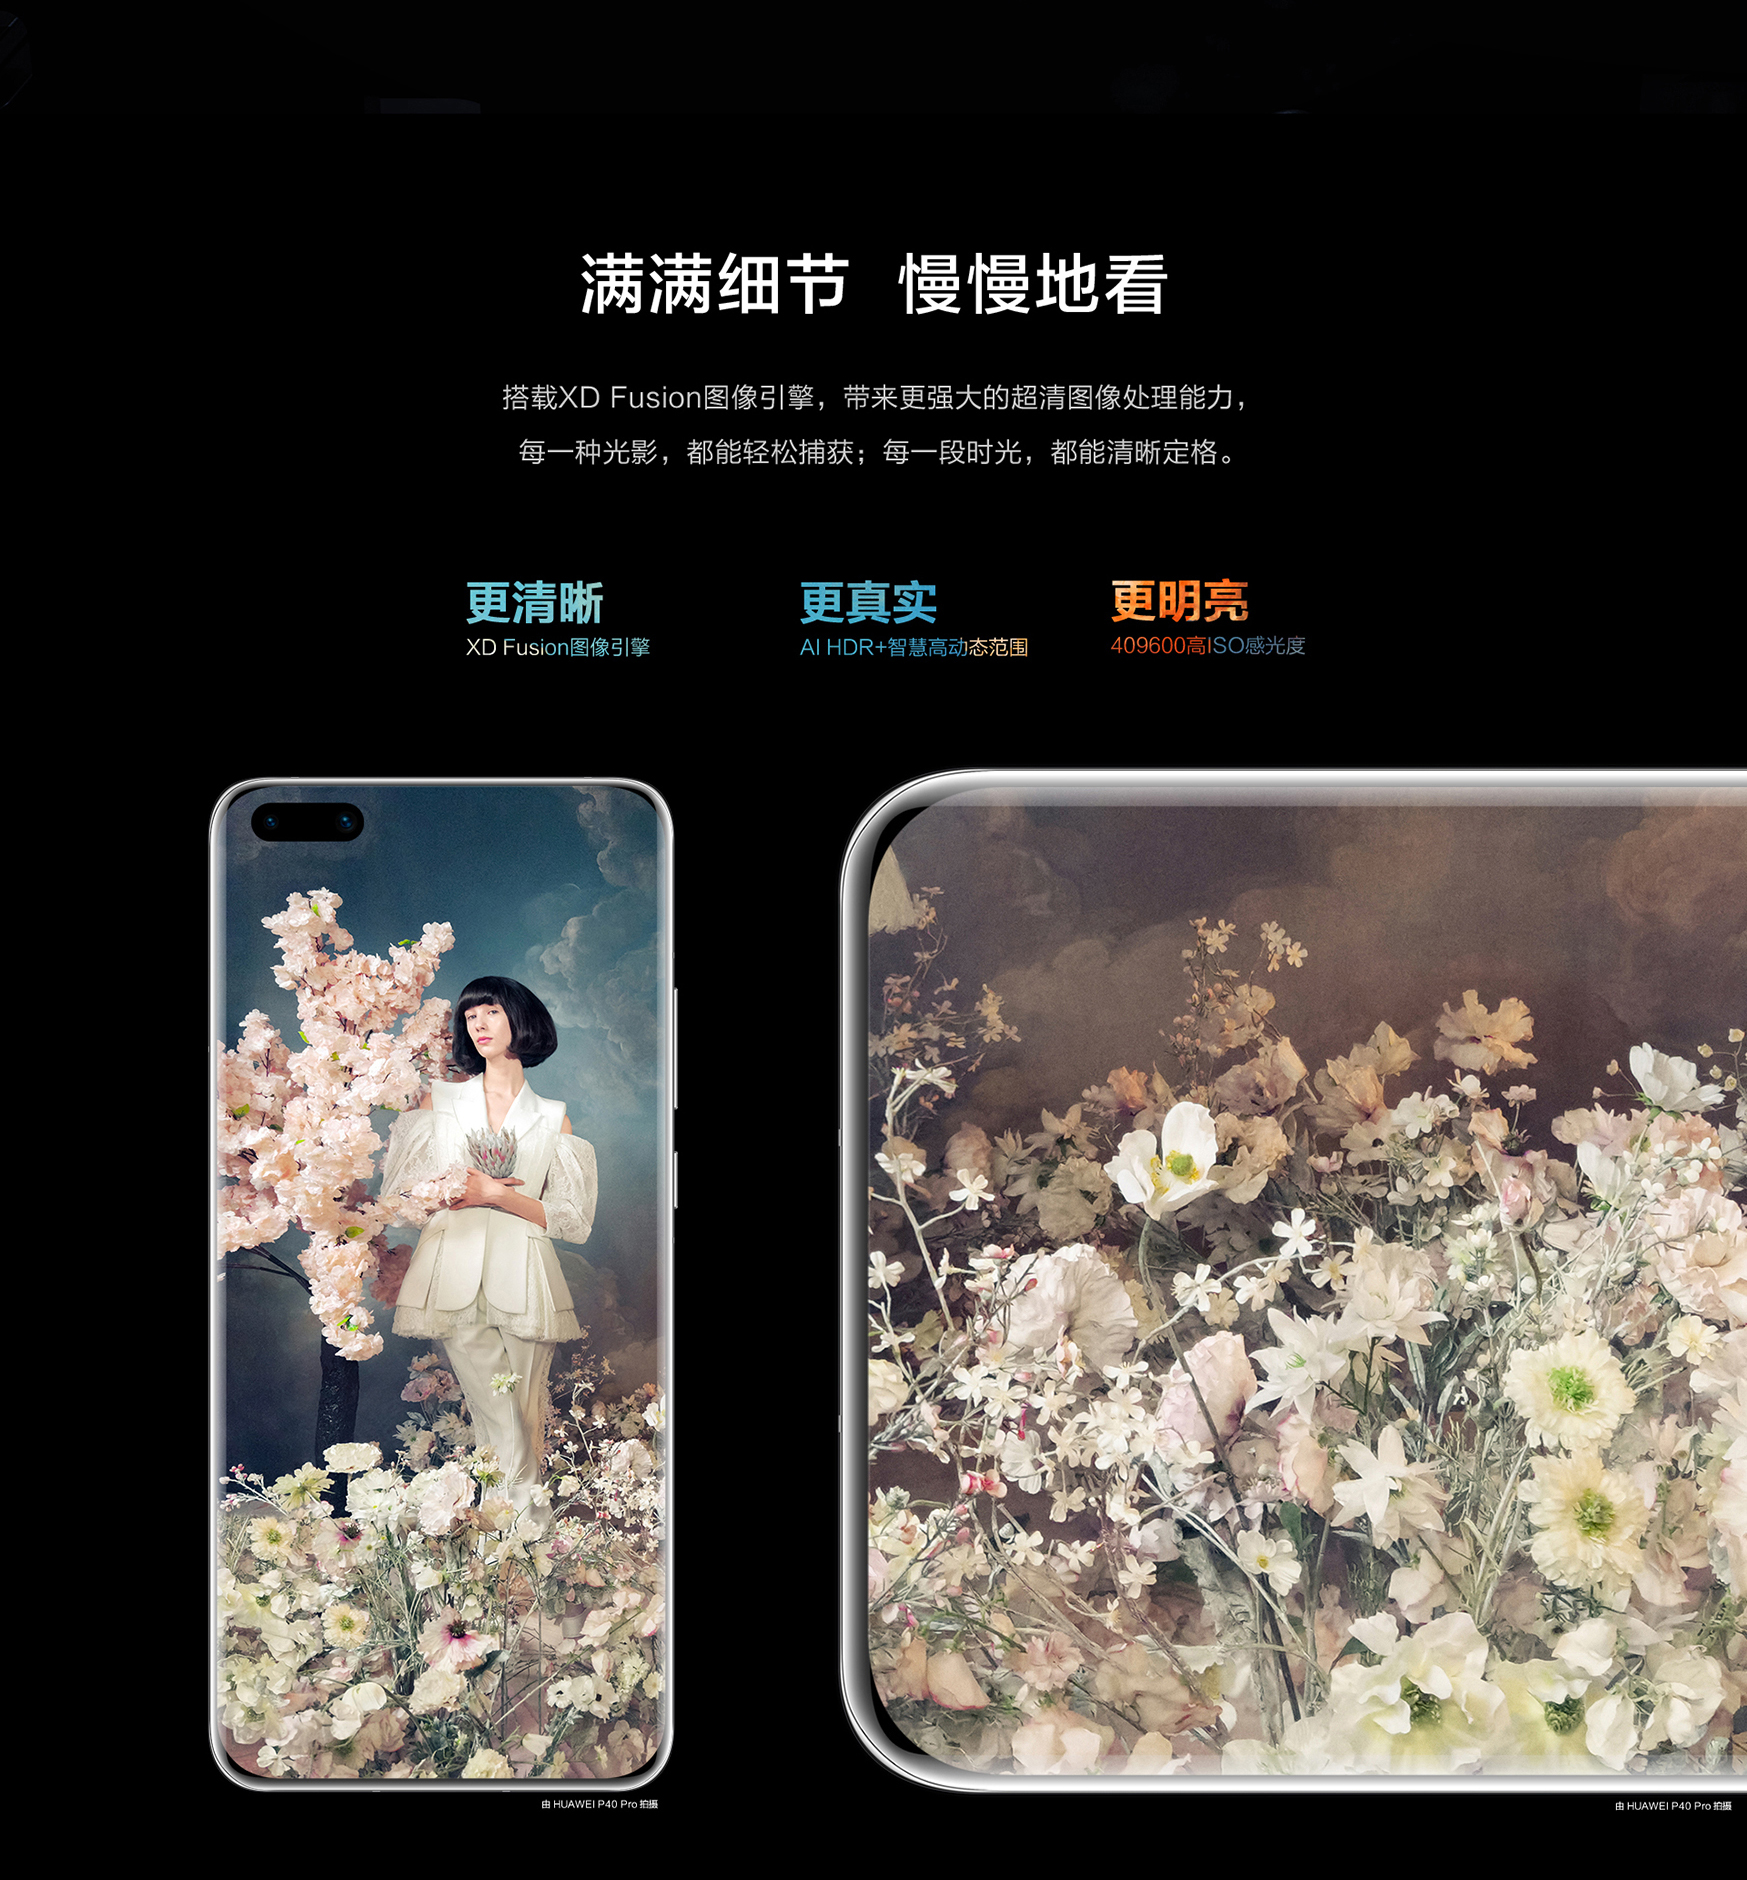 满满细节 慢慢地看
搭载XD Fusion图像引擎，带来更强大的超清图像处理能力，
每一种光影，都能轻松捕获；每一段时光，都能清晰定格。
更清晰
XD Fusion图像引擎
更真实
AI HDR+智慧高动态范围
更明亮
409600高ISO感光度
由 HUAWEI P40 Pro 拍摄
由 HUAWEI P40 Pro 拍摄